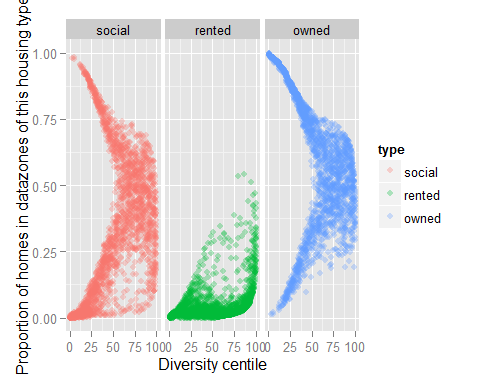 Proportion of homes in datazones of this housing type
social rented owned
1.00
0.75
0.50
0.25
0.00
0 25 50 75 100 0 25 50 75 100 0 25 50 75 100
Diversity centile
type
social
rented
owned